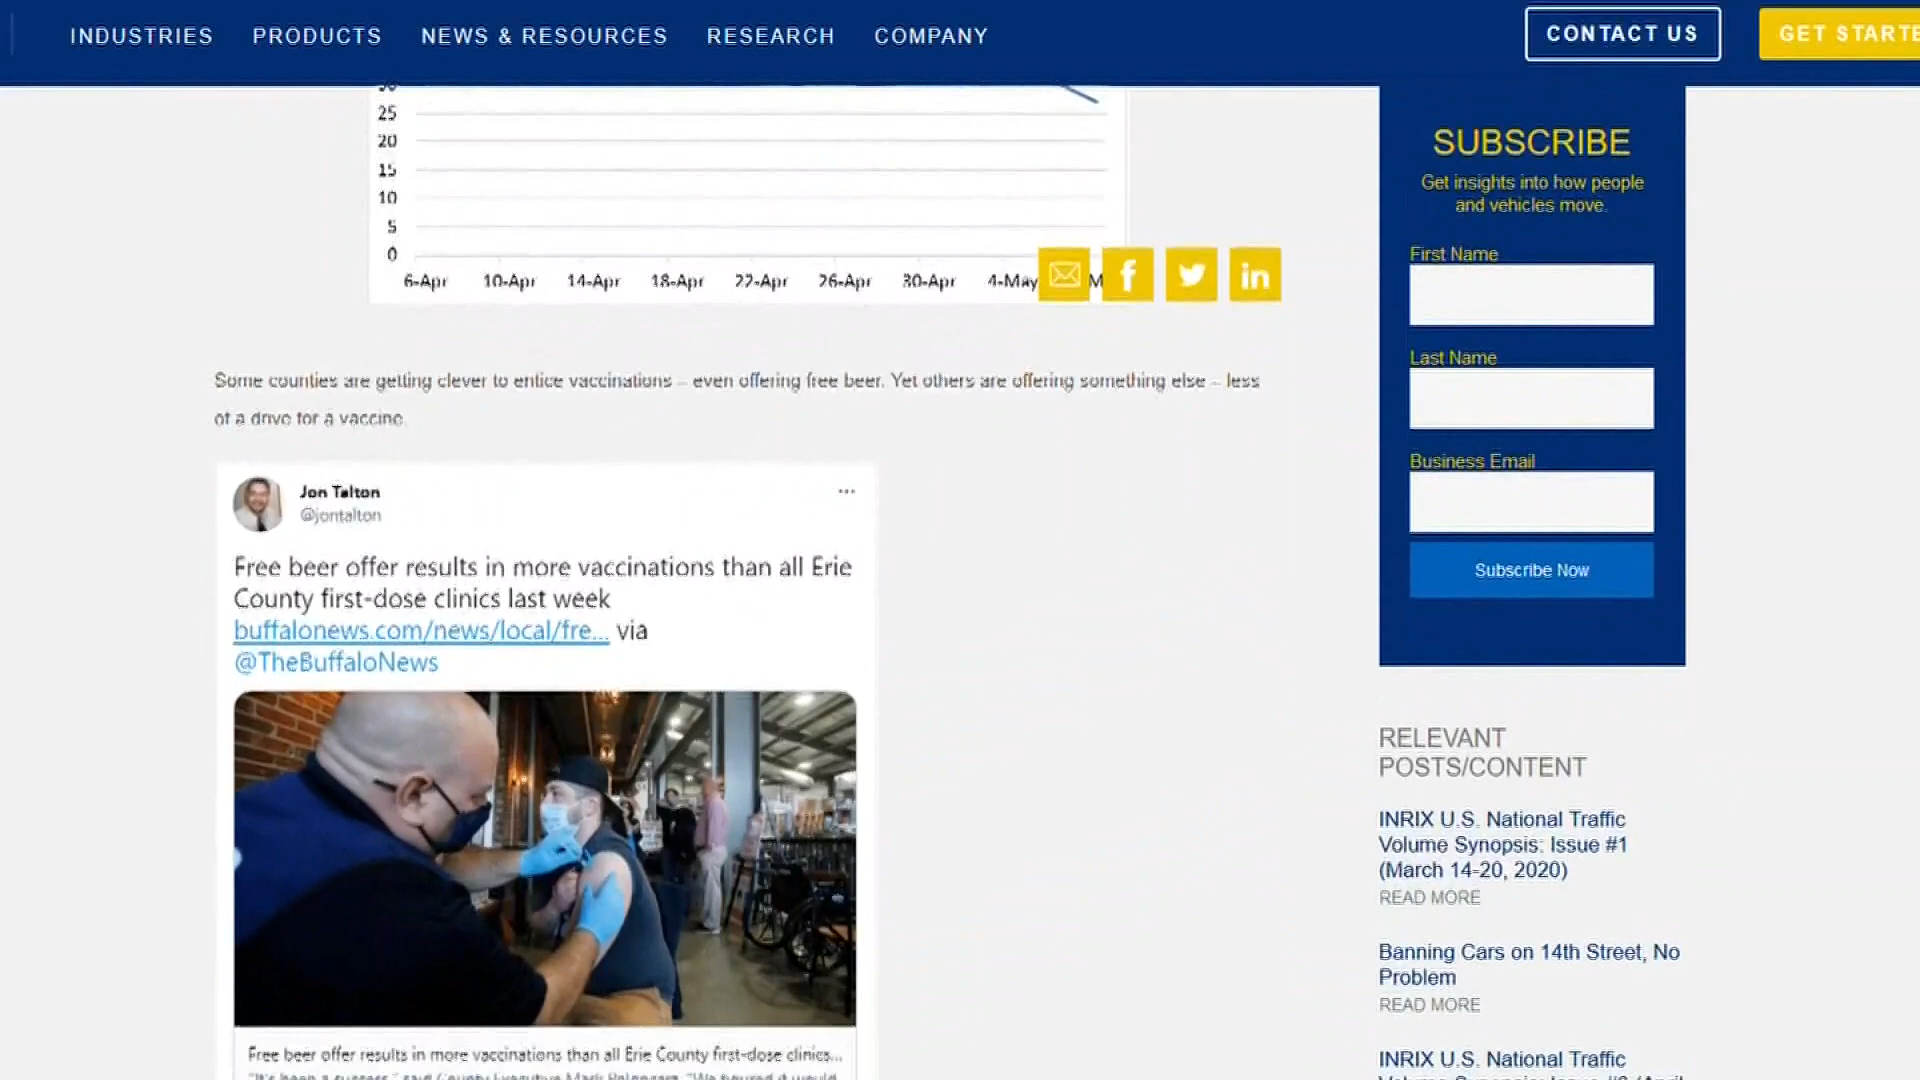 INDUSTRIES PRODUCTS NEWS & RESOURCES RESEARCH COMPANY CONTACT US GET STARTE
25
20
15
10
5
0
6-Apr 10-Apr 14-Apr 18-Apr 22-Apr 26-Apr 30-Apr 4-May
Some counties are getting clever to entice vaccinations – even offering free beer. Yet others are offering something else – less
of a drive for a vaccine.
Jon Talton
@jontalton
Free beer offer results in more vaccinations than all Erie
County first-dose clinics last week
buffalonews.com/news/local/fre... via
@TheBuffaloNews
Free beer offer results in more vaccinations than all Erie County first-dose clinics...
SUBSCRIBE
Get insights into how people
and vehicles move.
First Name
Last Name
Business Email
Subscribe Now
RELEVANT
POSTS/CONTENT
INRIX U.S. National Traffic
Volume Synopsis: Issue #1
(March 14-20, 2020)
READ MORE
Banning Cars on 14th Street, No
Problem
READ MORE
INRIX U.S. National Traffic